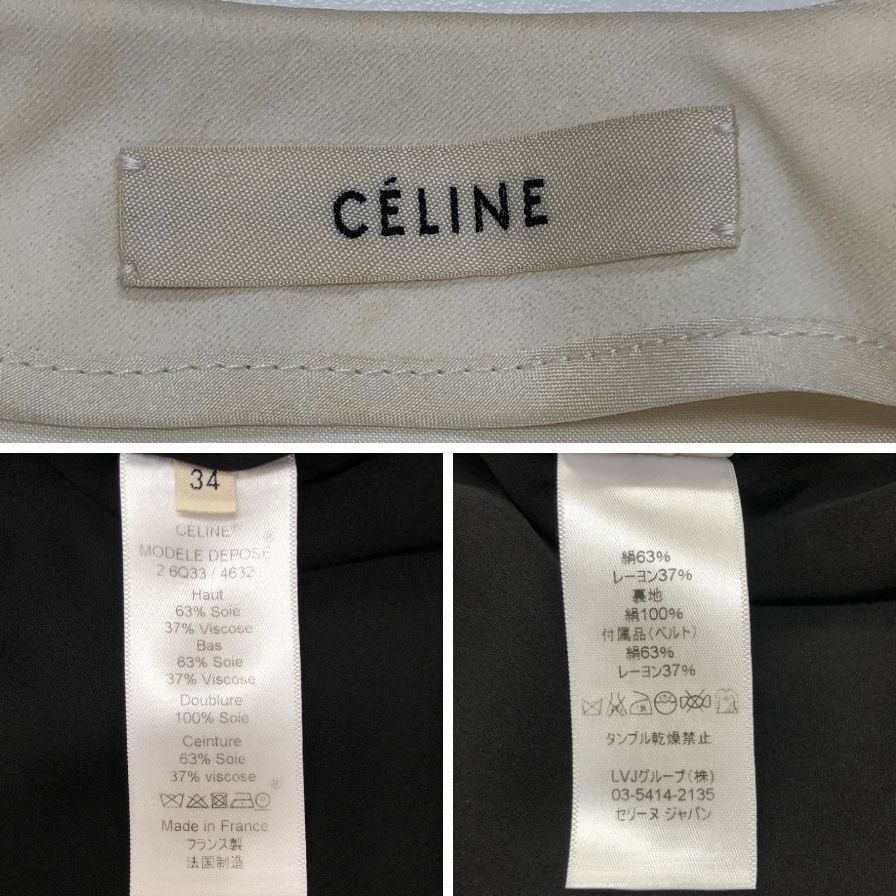 CÉLINE
34
CELINE ®
MODELE DEPOSE
2 6Q33 / 4632
Haut
63% Soie
37% Viscose
Bas
63% Soie
37% Viscose
Doublure
100% Soie
Ceinture
63% Soie
37% viscose
®
Made in France
フランス製
法国制造
絹63%
レーヨン37%
裏地
絹100%
付属品(ベルト)
絹63%
レーヨン37%
タンブル乾燥禁止
LVJグループ(株)
03-5414-2135
セリーヌ ジャパン